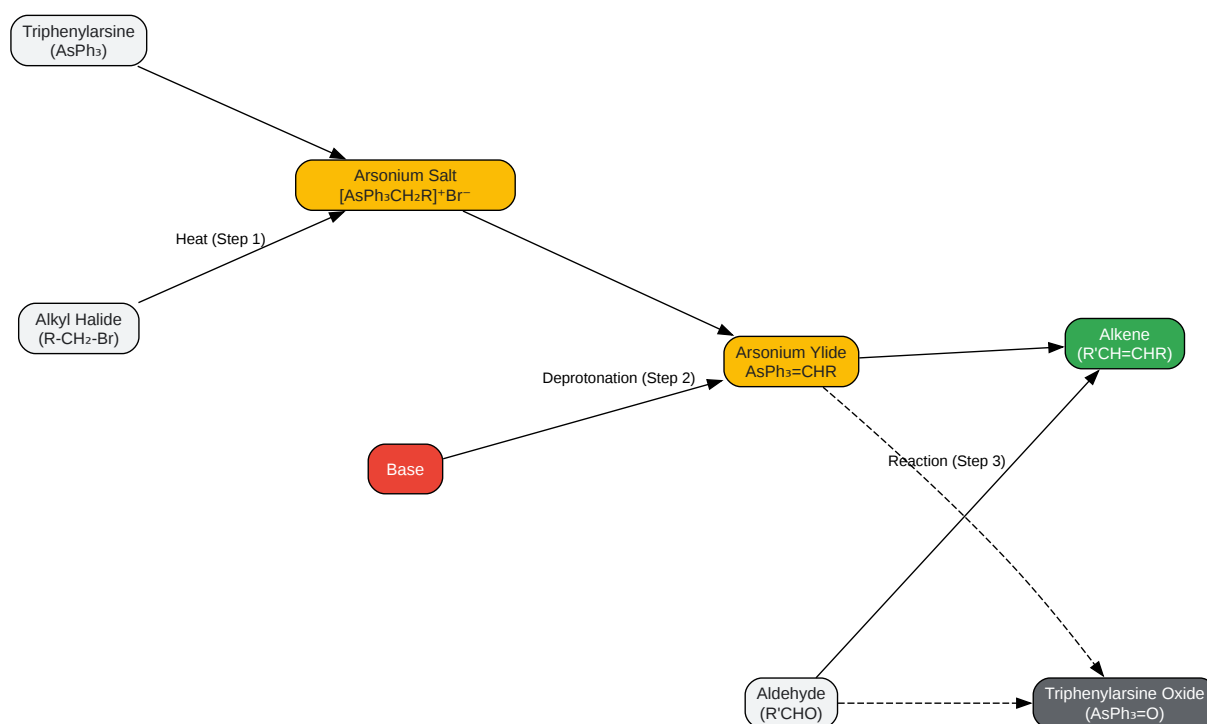 Triphenylarsine
(AsPh₃)
Arsonium Salt
[AsPh₃CH₂R]⁺Br⁻
Heat (Step 1)
Alkyl Halide
(R-CH₂-Br)
Arsonium Ylide
AsPh₃=CHR
Alkene
(R'CH=CHR)
Deprotonation (Step 2)
Base
Reaction (Step 3)
Aldehyde
(R'CHO)
Triphenylarsine Oxide
(AsPh₃=O)